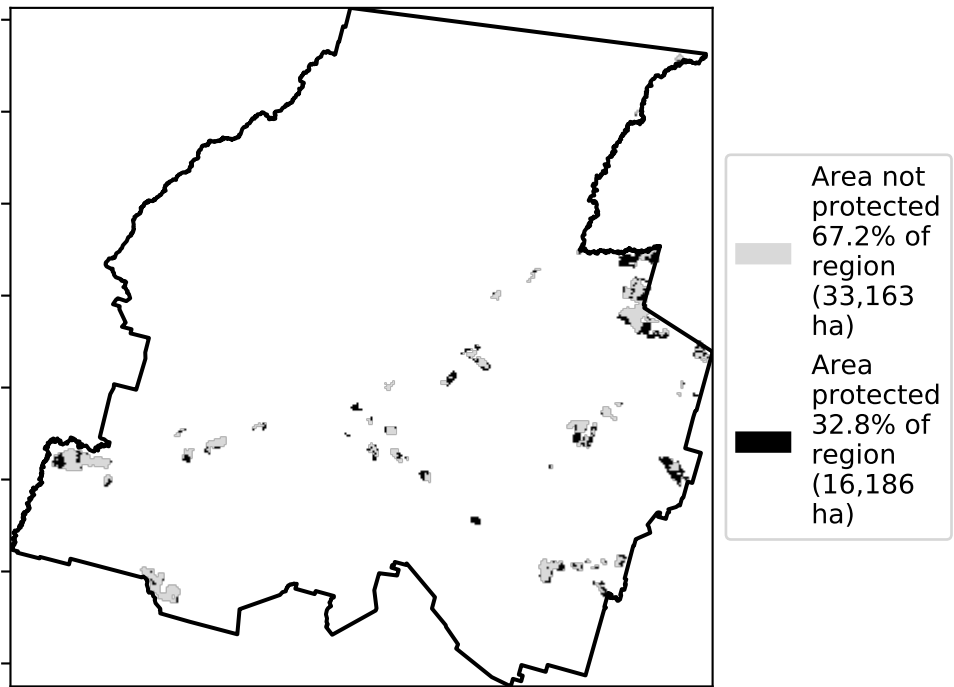 Area not
protected
67.2% of
region
(33,163
ha)
Area
protected
32.8% of
region
(16,186
ha)